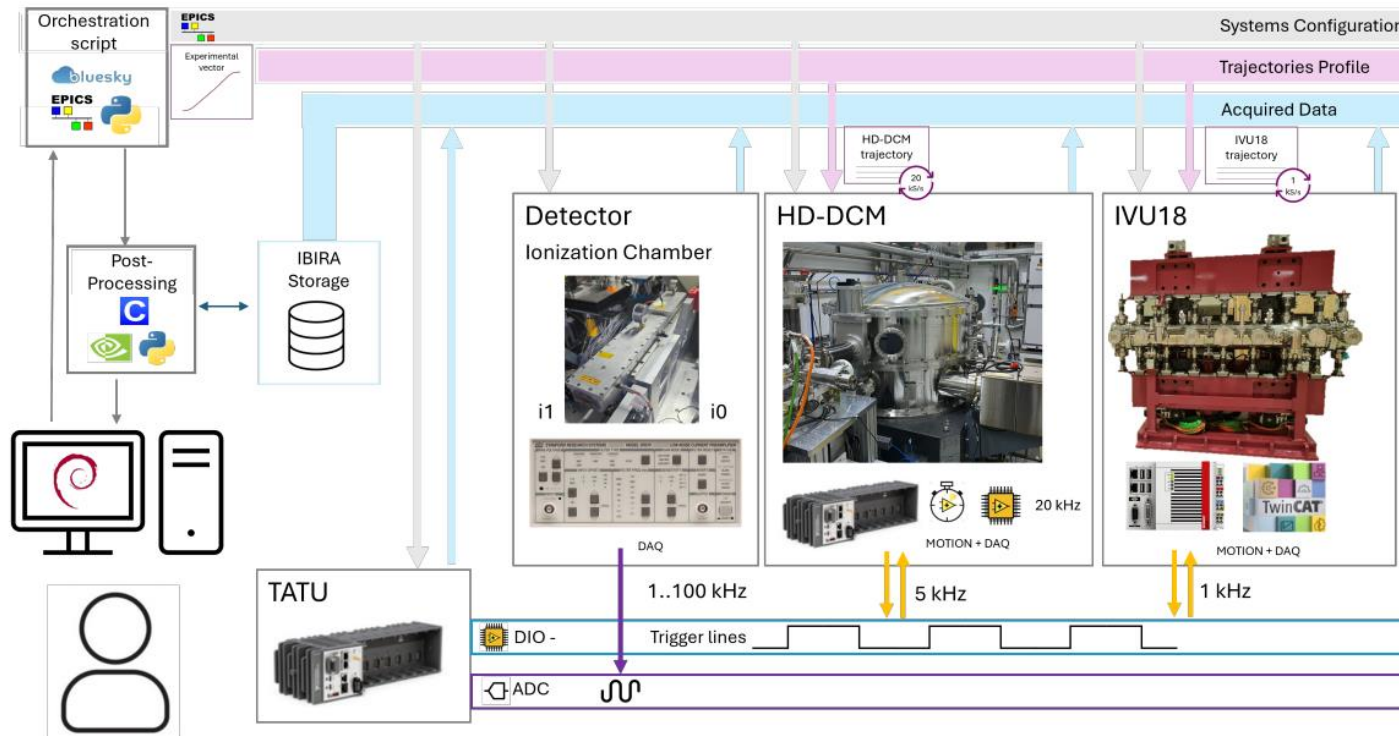 Orchestration
script
bluesky
EPICS
EPICS
Experimental
vector
Systems Configuration
Trajectories Profile
Acquired Data
HD-DCM
trajectory
20
kS/s
IVU18
trajectory
1
kS/s
Post-
Processing
C
IBIRA
Storage
Detector
Ionization Chamber
i1
i0
DAQ
HD-DCM
20 kHz
MOTION + DAQ
IVU18
TwinCAT
MOTION + DAQ
TATU
1..100 kHz
5 kHz
1 kHz
DIO -
Trigger lines
ADC